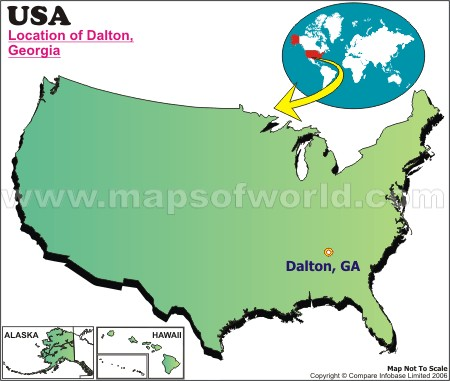 USA
Location of Dalton,
Georgia
www.mapsofworld.com
Dalton, GA
ALASKA
HAWAII
Map Not To Scale
Copyright © Compare Infobase Limited 2006